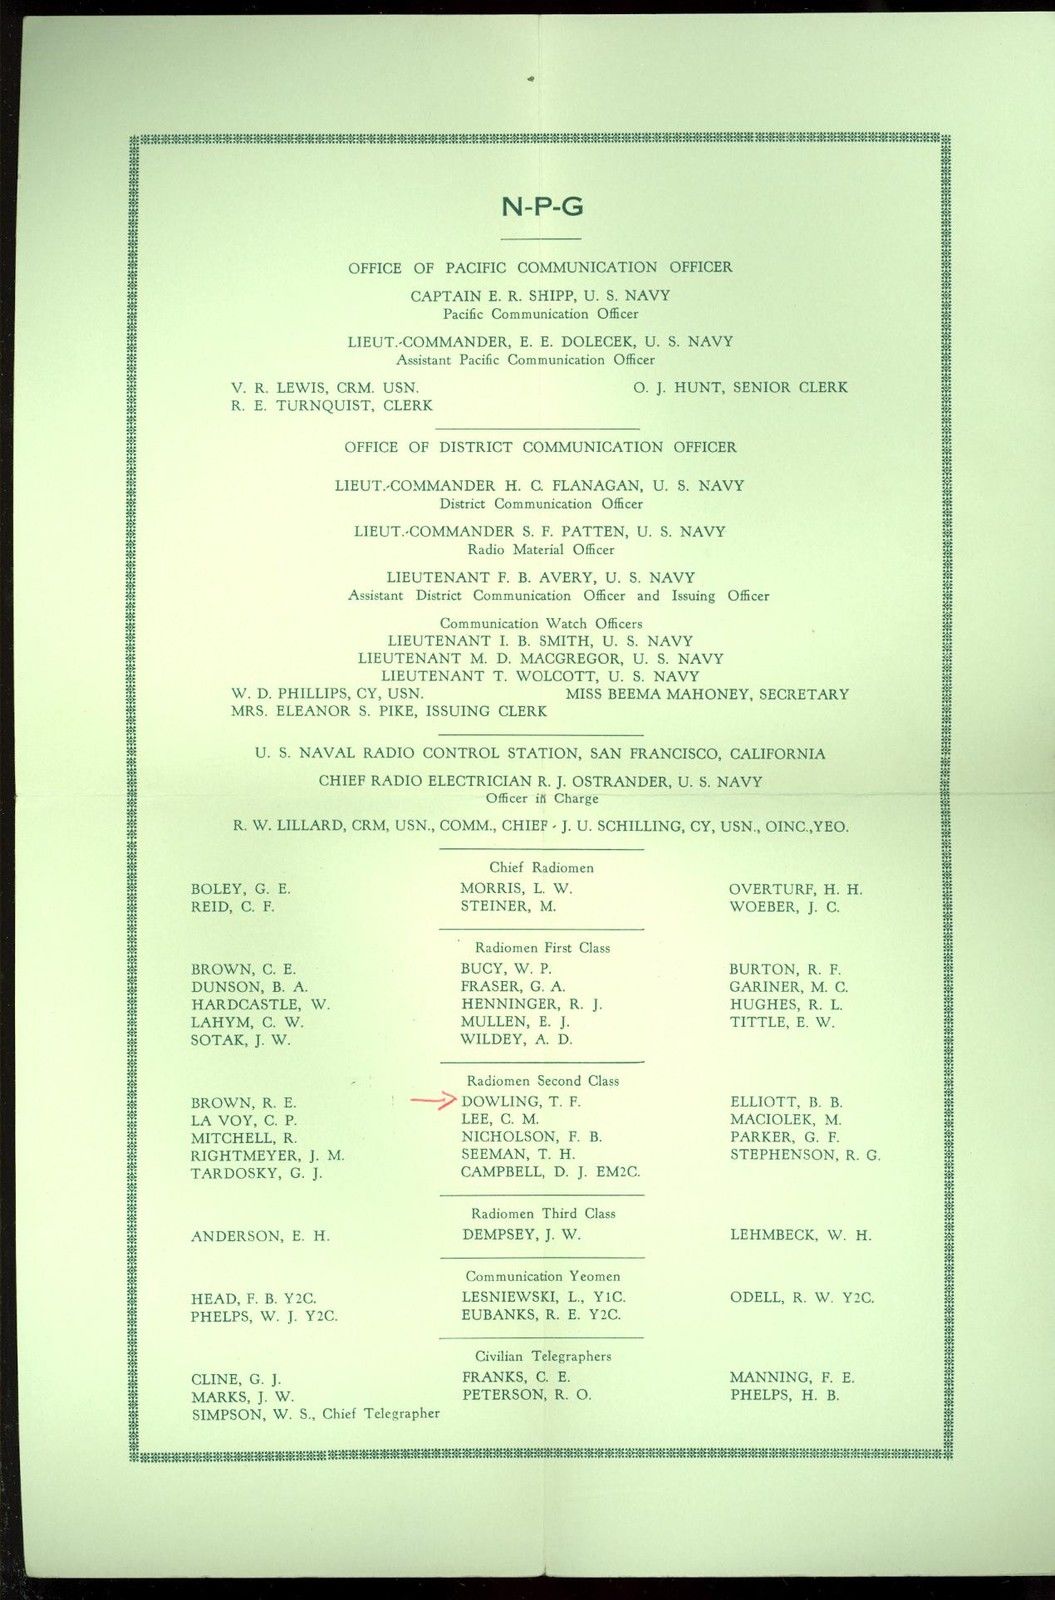 N-P-G
OFFICE OF PACIFIC COMMUNICATION OFFICER
CAPTAIN E. R. SHIPP, U. S. NAVY
Pacific Communication Officer
LIEUT.-COMMANDER, E. E. DOLECEK, U. S. NAVY
Assistant Pacific Communication Officer
V. R. LEWIS, CRM. USN. O. J. HUNT, SENIOR CLERK
R. E. TURNQUIST, CLERK
OFFICE OF DISTRICT COMMUNICATION OFFICER
LIEUT.-COMMANDER H. C. FLANAGAN, U. S. NAVY
District Communication Officer
LIEUT.-COMMANDER S. F. PATTEN, U. S. NAVY
Radio Material Officer
LIEUTENANT F. B. AVERY, U. S. NAVY
Assistant District Communication Officer and Issuing Officer
Communication Watch Officers
LIEUTENANT I. B. SMITH, U. S. NAVY
LIEUTENANT M. D. MACGREGOR, U. S. NAVY
LIEUTENANT T. WOLCOTT, U. S. NAVY
W. D. PHILLIPS, CY, USN. MISS BEEMA MAHONEY, SECRETARY
MRS. ELEANOR S. PIKE, ISSUING CLERK
U. S. NAVAL RADIO CONTROL STATION, SAN FRANCISCO, CALIFORNIA
CHIEF RADIO ELECTRICIAN R. J. OSTRANDER, U. S. NAVY
Officer in Charge
R. W. LILLARD, CRM, USN., COMM., CHIEF - J. U. SCHILLING, CY, USN., OINC.,YEO.
Chief Radiomen
BOLEY, G. E. MORRIS, L. W. OVERTURF, H. H.
REID, C. F. STEINER, M. WOEBER, J. C.
Radiomen First Class
BROWN, C. E. BUCY, W. P. BURTON, R. F.
DUNSON, B. A. FRASER, G. A. GARINER, M. C.
HARDCASTLE, W. HENNINGER, R. J. HUGHES, R. L.
LAHYM, C. W. MULLEN, E. J. TITTLE, E. W.
SOTAK, J. W. WILDEY, A. D.
Radiomen Second Class
BROWN, R. E. DOWLING, T. F. ELLIOTT, B. B.
LA VOY, C. P. LEE, C. M. MACIOLEK, M.
MITCHELL, R. NICHOLSON, F. B. PARKER, G. F.
RIGHTMEYER, J. M. SEEMAN, T. H. STEPHENSON, R. G.
TARDOSKY, G. J. CAMPBELL, D. J. EM2C.
Radiomen Third Class
ANDERSON, E. H. DEMPSEY, J. W. LEHMBECK, W. H.
Communication Yeomen
HEAD, F. B. Y2C. LESNIEWSKI, L., Y1C. ODELL, R. W. Y2C.
PHELPS, W. J. Y2C. EUBANKS, R. E. Y2C.
Civilian Telegraphers
CLINE, G. J. FRANKS, C. E. MANNING, F. E.
MARKS, J. W. PETERSON, R. O. PHELPS, H. B.
SIMPSON, W. S., Chief Telegrapher